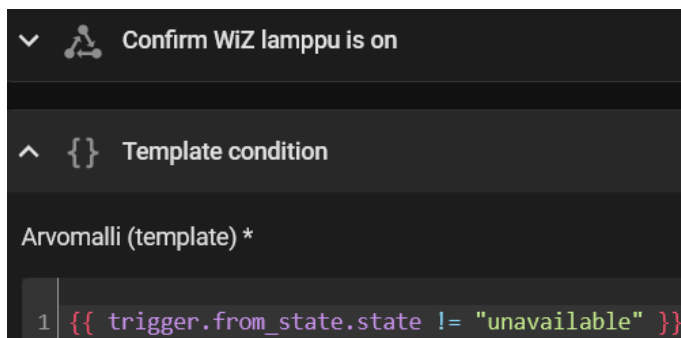 Confirm WiZ lamppu is on
{} Template condition
Arvomalli (template) *
1 {{ trigger.from_state.state != "unavailable" }}